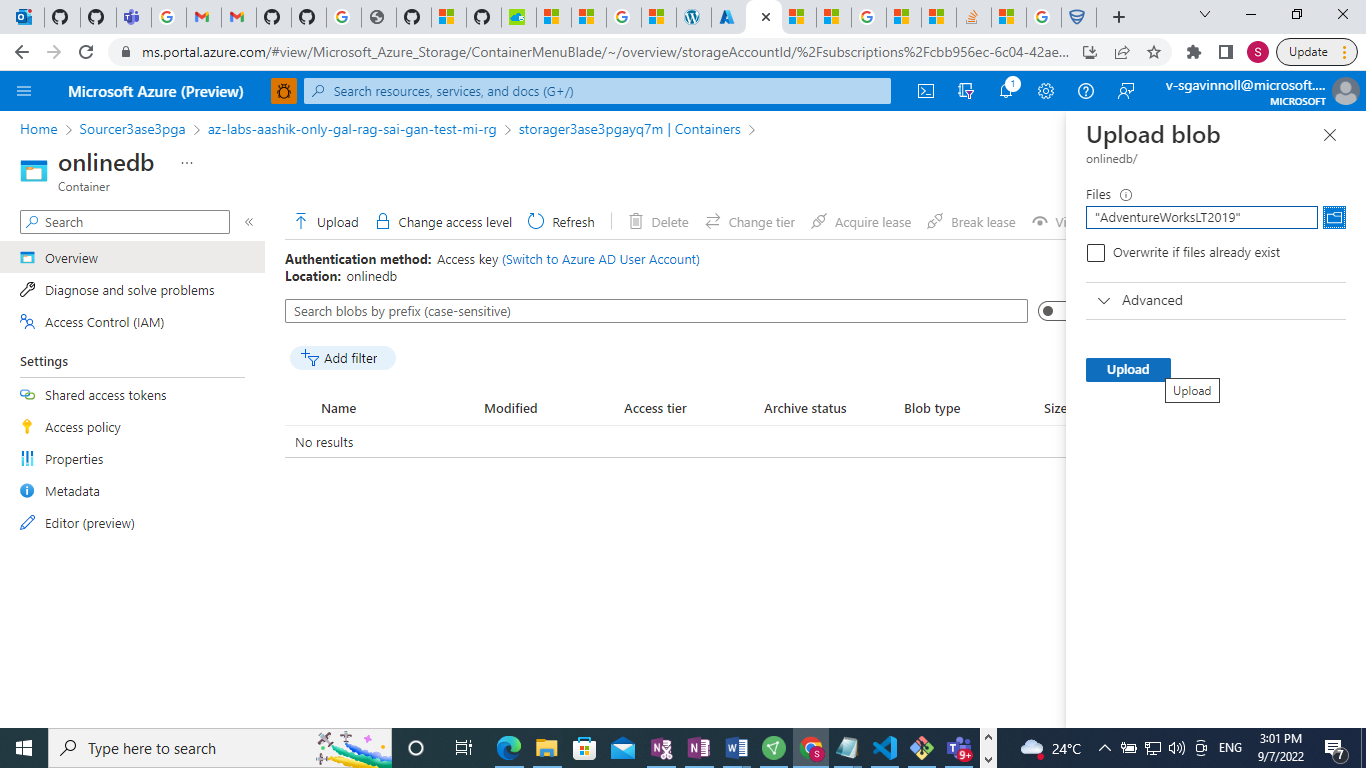 ms.portal.azure.com/#view/Microsoft_Azure_Storage/ContainerMenuBlade/~/overview/storageAccountId/%2Fsubscriptions%2Fcbb956ec-6c04-42ae...
S
Update
Microsoft Azure (Preview)
Search resources, services, and docs (G+/)
1
v-sgavinnoll@microsoft....
MICROSOFT
Home > Sourcer3ase3pga > az-labs-aashik-only-gal-rag-sai-gan-test-mi-rg > storager3ase3pgayq7m | Containers >
onlinedb ...
Container
Search
Overview
Diagnose and solve problems
Access Control (IAM)
Settings
Shared access tokens
Access policy
Properties
Metadata
Editor (preview)
Upload Change access level Refresh Delete Change tier Acquire lease Break lease Vi
Authentication method: Access key (Switch to Azure AD User Account)
Location: onlinedb
Search blobs by prefix (case-sensitive)
Add filter
Name Modified Access tier Archive status Blob type Size
No results
Upload blob
onlinedb/
Files
"AdventureWorksLT2019"
Overwrite if files already exist
Advanced
Upload
Upload
Type here to search
9+
24°C
ENG
3:01 PM
9/7/2022
7